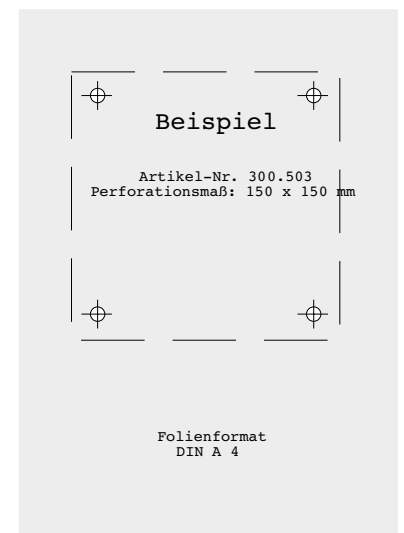 Beispiel
Artikel-Nr. 300.503
Perforationsmaß: 150 x 150 mm
Folienformat
DIN A 4